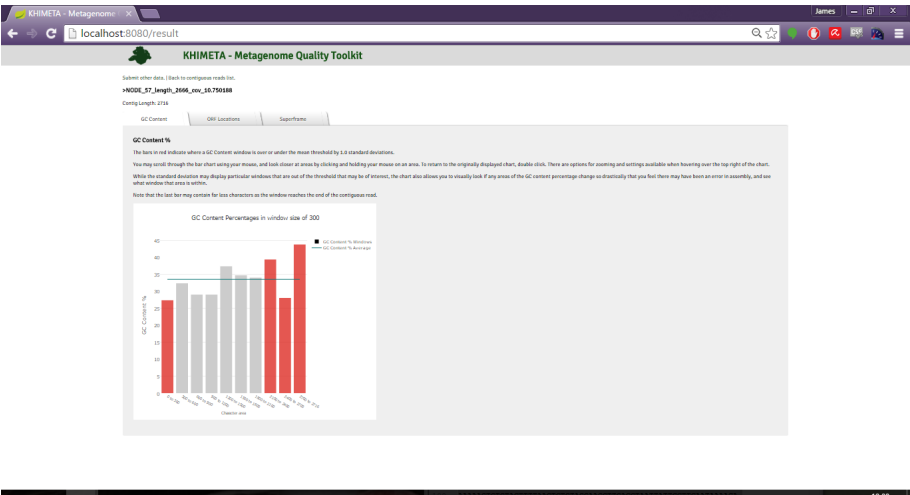 KHIMETA - Metagenome
James
localhost:8080/result
KHIMETA - Metagenome Quality Toolkit
Submit other data. | Back to contiguous reads list.
>NODE_57_length_2666_cov_10.750188
Contig Length: 2716
GC Content
ORF Locations
Superframe
GC Content %
The bars in red indicate where a GC Content window is over or under the mean threshold by 1.0 standard deviations.
You may scroll through the bar chart using your mouse, and look closer at areas by clicking and holding your mouse on an area. To return to the originally displayed chart, double click. There are options for zooming and settings available when hovering over the top right of the chart.
While the standard deviation may display particular windows that are out of the threshold that may be of interest, the chart also allows you to visually look if any areas of the GC content percentage change so drastically that you feel there may have been an error in assembly, and see
what window that area is within.
Note that the last bar may contain far less characters as the window reaches the end of the contiguous read.
GC Content Percentages in window size of 300
GC Content % Windows
GC Content % Average
45
40
35
30
25
20
15
10
5
0
GC Content %